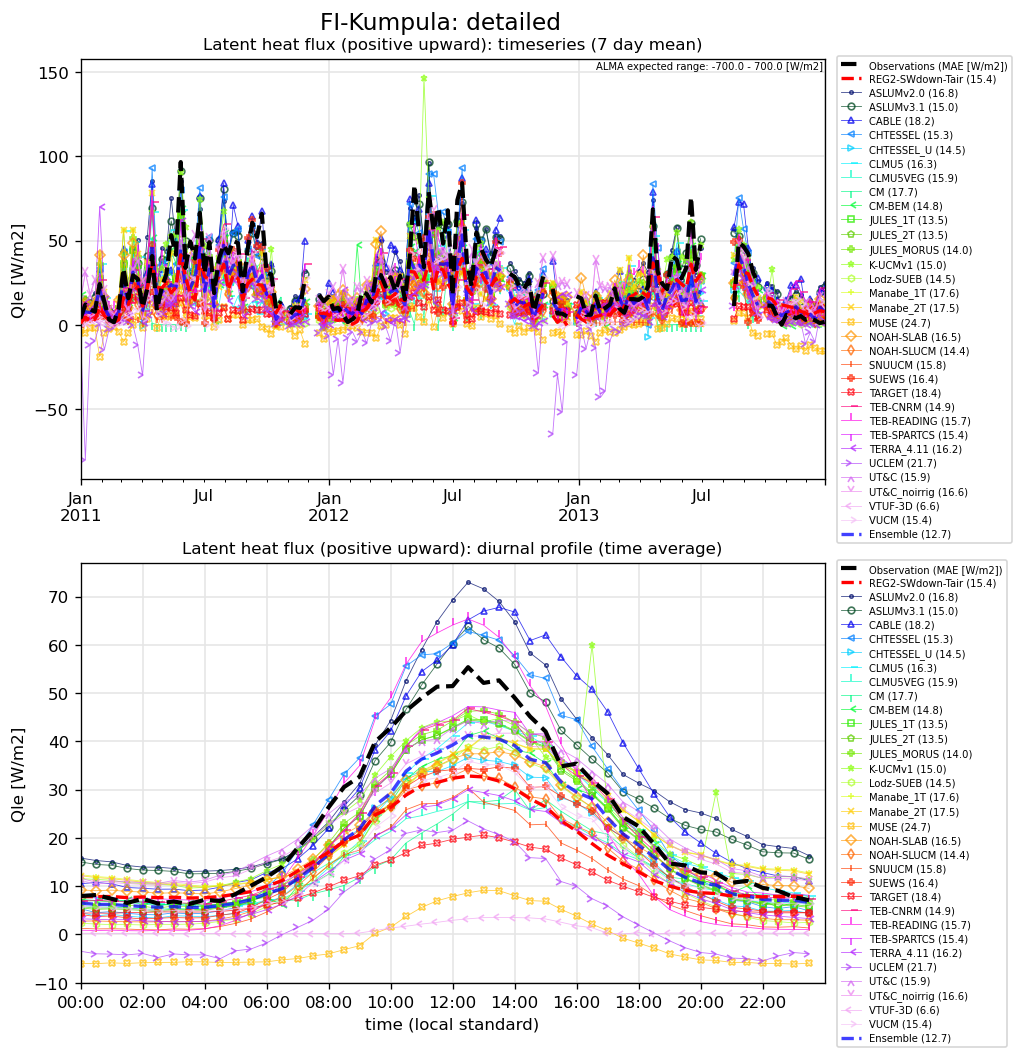 FI-Kumpula: detailed
Latent heat flux (positive upward): timeseries (7 day mean)
ALMA expected range: -700.0 - 700.0 [W/m2]
Qle [W/m2]
150
100
50
0
−50
Jan
2011
Jul
Jan
2012
Jul
Jan
2013
Jul
Observations (MAE [W/m2])
REG2-SWdown-Tair (15.4)
ASLUMv2.0 (16.8)
ASLUMv3.1 (15.0)
CABLE (18.2)
CHTESSEL (15.3)
CHTESSEL_U (14.5)
CLMU5 (16.3)
CLMU5VEG (15.9)
CM (17.7)
CM-BEM (14.8)
JULES_1T (13.5)
JULES_2T (13.5)
JULES_MORUS (14.0)
K-UCMv1 (15.0)
Lodz-SUEB (14.5)
Manabe_1T (17.6)
Manabe_2T (17.5)
MUSE (24.7)
NOAH-SLAB (16.5)
NOAH-SLUCM (14.4)
SNUUCM (15.8)
SUEWS (16.4)
TARGET (18.4)
TEB-CNRM (14.9)
TEB-READING (15.7)
TEB-SPARTCS (15.4)
TERRA_4.11 (16.2)
UCLEM (21.7)
UT&C (15.9)
UT&C_noirrig (16.6)
VTUF-3D (6.6)
VUCM (15.4)
Ensemble (12.7)
Latent heat flux (positive upward): diurnal profile (time average)
Qle [W/m2]
70
60
50
40
30
20
10
0
−10
00:00
02:00
04:00
06:00
08:00
10:00
12:00
14:00
16:00
18:00
20:00
22:00
time (local standard)
Observation (MAE [W/m2])
REG2-SWdown-Tair (15.4)
ASLUMv2.0 (16.8)
ASLUMv3.1 (15.0)
CABLE (18.2)
CHTESSEL (15.3)
CHTESSEL_U (14.5)
CLMU5 (16.3)
CLMU5VEG (15.9)
CM (17.7)
CM-BEM (14.8)
JULES_1T (13.5)
JULES_2T (13.5)
JULES_MORUS (14.0)
K-UCMv1 (15.0)
Lodz-SUEB (14.5)
Manabe_1T (17.6)
Manabe_2T (17.5)
MUSE (24.7)
NOAH-SLAB (16.5)
NOAH-SLUCM (14.4)
SNUUCM (15.8)
SUEWS (16.4)
TARGET (18.4)
TEB-CNRM (14.9)
TEB-READING (15.7)
TEB-SPARTCS (15.4)
TERRA_4.11 (16.2)
UCLEM (21.7)
UT&C (15.9)
UT&C_noirrig (16.6)
VTUF-3D (6.6)
VUCM (15.4)
Ensemble (12.7)